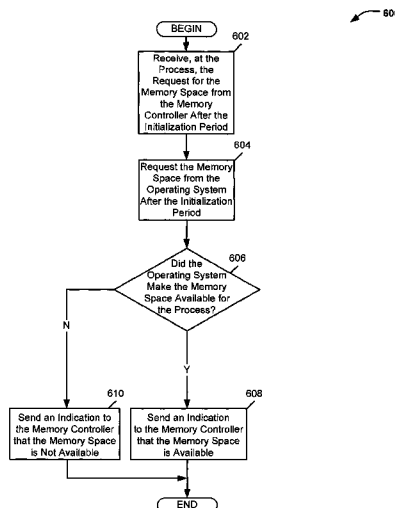 60
BEGIN
602
Receive, at the
Process, the
Request for the
Memory Space from
the Memory
Controller After the
Initialization Period
604
Request the Memory
Space from the
Operating System
After the Initialization
Period
606
Did the
Operating System
Make the Memory
Space Available for
the Process?
N
Y
610
Send an Indication to
the Memory Controller
that the Memory Space
is Not Available
608
Send an Indication
to the Memory Controller
that the Memory Space
is Available
END